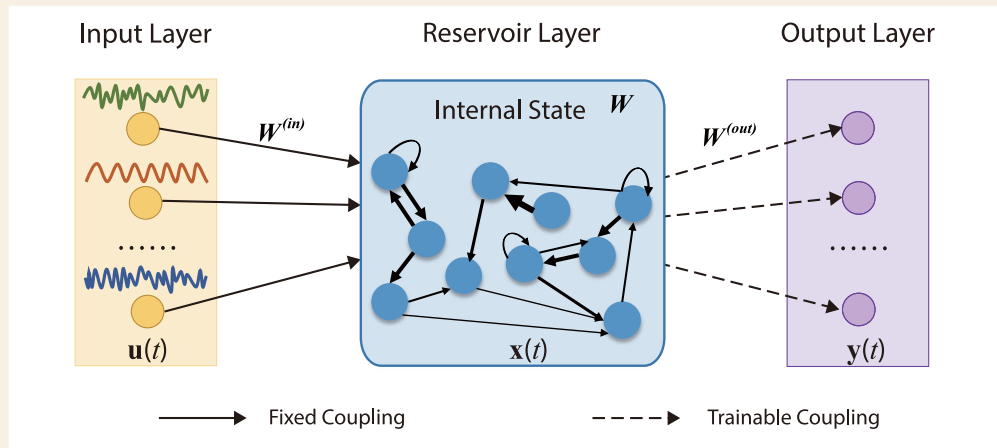 Input Layer
Reservoir Layer
Output Layer
Internal State W
W(in)
W(out)
......
......
u(t)
x(t)
y(t)
Fixed Coupling
Trainable Coupling